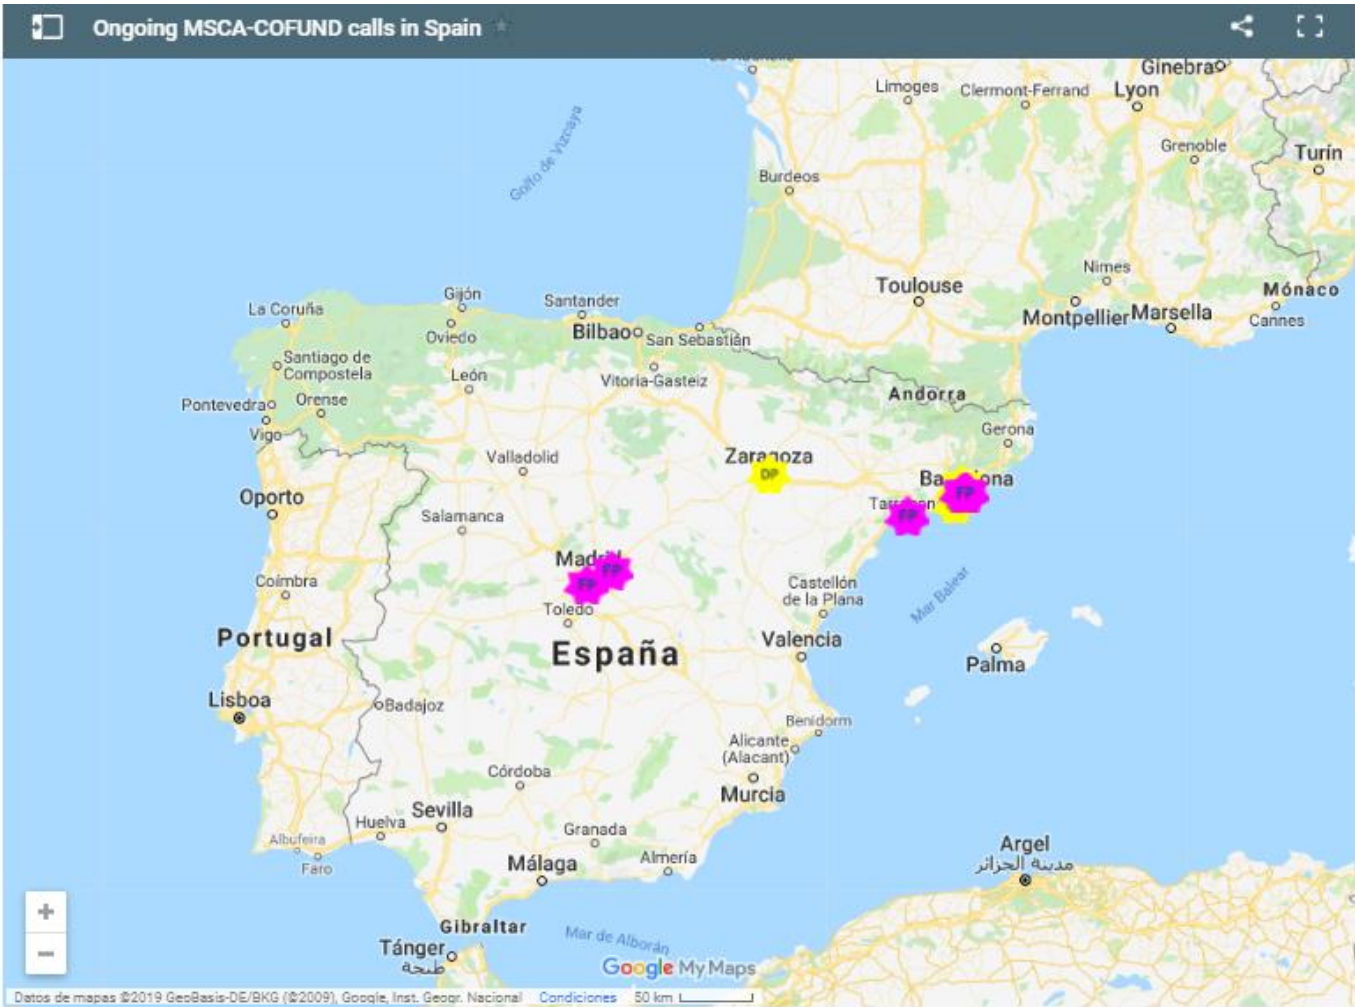 Ongoing MSCA-COFUND calls in Spain
Ginebra
Limoges
Clermont-Ferrand
Lyon
Golfo de Vizcaya
Grenoble
Turín
Burdeos
Nimes
Toulouse
Mónaco
Montpellier
Marsella
Cannes
La Coruña
Gijón
Santander
Oviedo
Bilbao
San Sebastián
Santiago de
Compostela
León
Vitoria-Gasteiz
Andorra
Pontevedra
Orense
Vigo
Gerona
Valladolid
Zaragoza
DP
FP
Oporto
Salamanca
FP
Coímbra
FP
FP
Toledo
Castellón
de la Plana
Mar Balear
Portugal
España
Valencia
Palma
Lisboa
Badajoz
Benidorm
Alicante
(Alacant)
Córdoba
Murcia
Sevilla
Huelva
Granada
Albufeira
Faro
Málaga
Almería
Argel
مدينة الجزائر
+
−
Gibraltar
Mar de Alborán
Tánger
طنجة
Google My Maps
Datos de mapas ©2019 GeoBasis-DE/BKG (©2009), Google, Inst. Geogr. Nacional
Condiciones
50 km